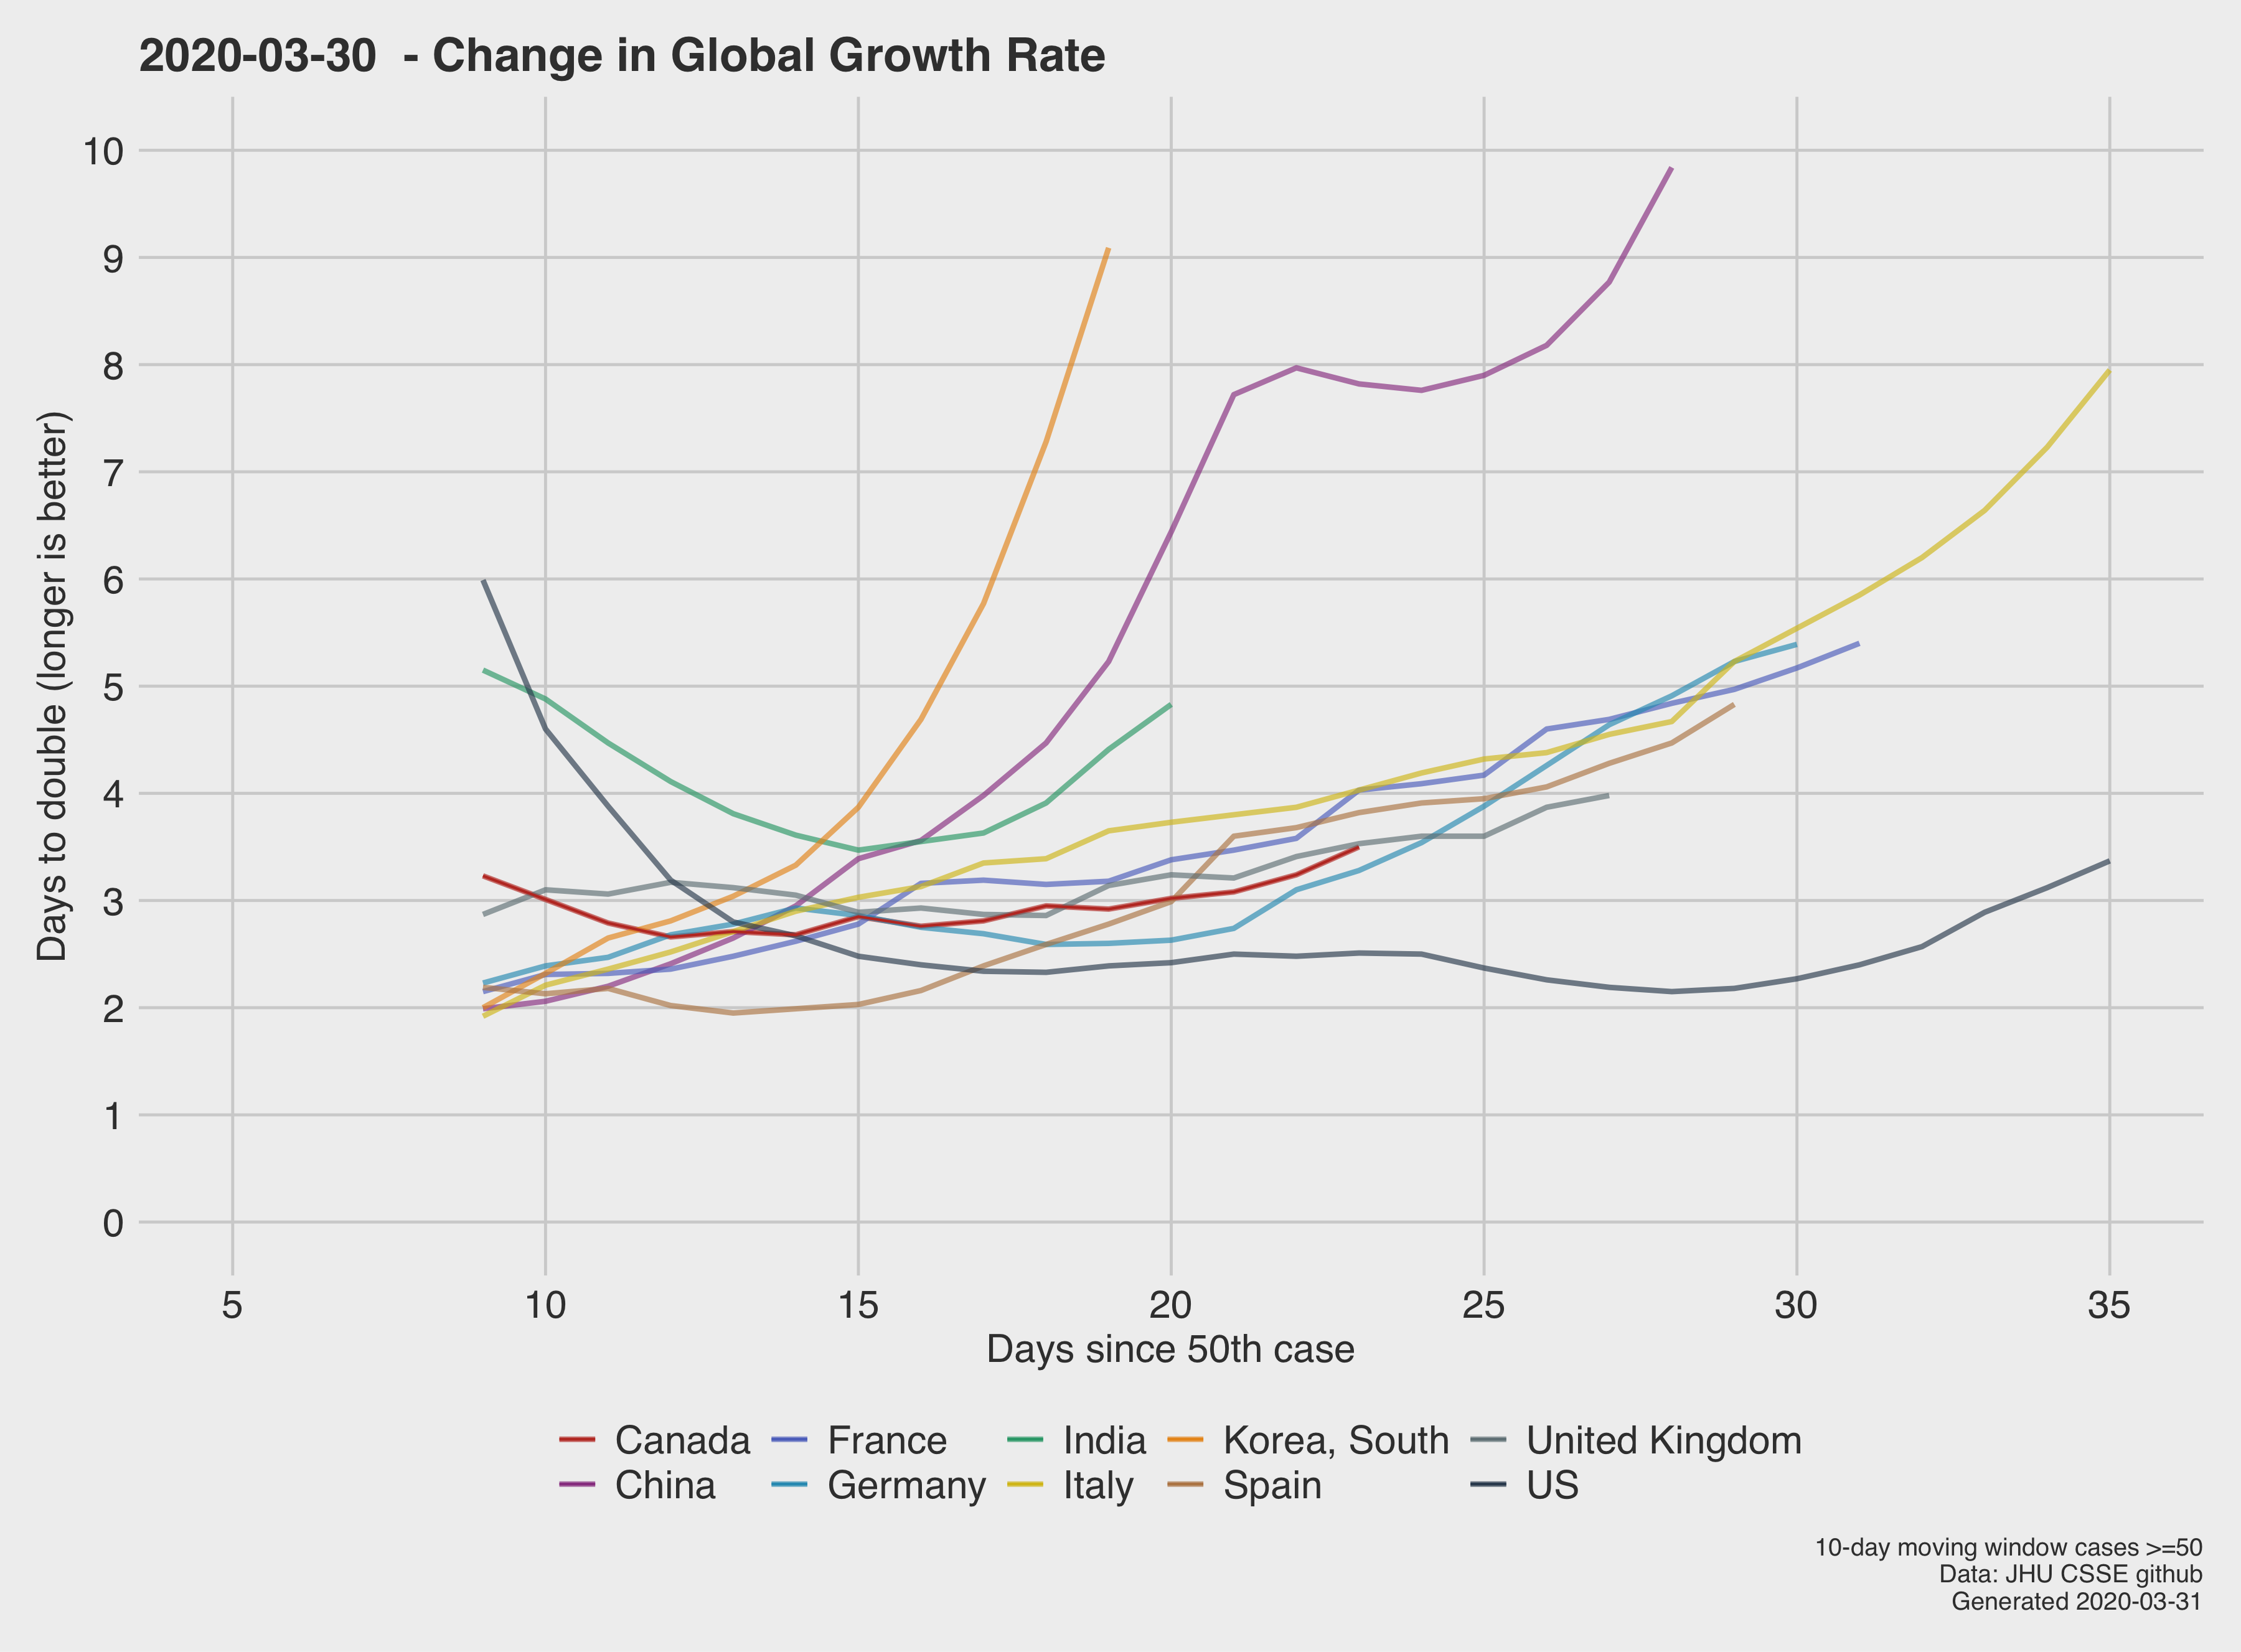 2020-03-30 - Change in Global Growth Rate
Days to double (longer is better)
10
9
8
7
6
5
4
3
2
1
0
5 10 15 20 25 30 35
Days since 50th case
Canada France India Korea, South United Kingdom
China Germany Italy Spain US
10-day moving window cases >=50
Data: JHU CSSE github
Generated 2020-03-31